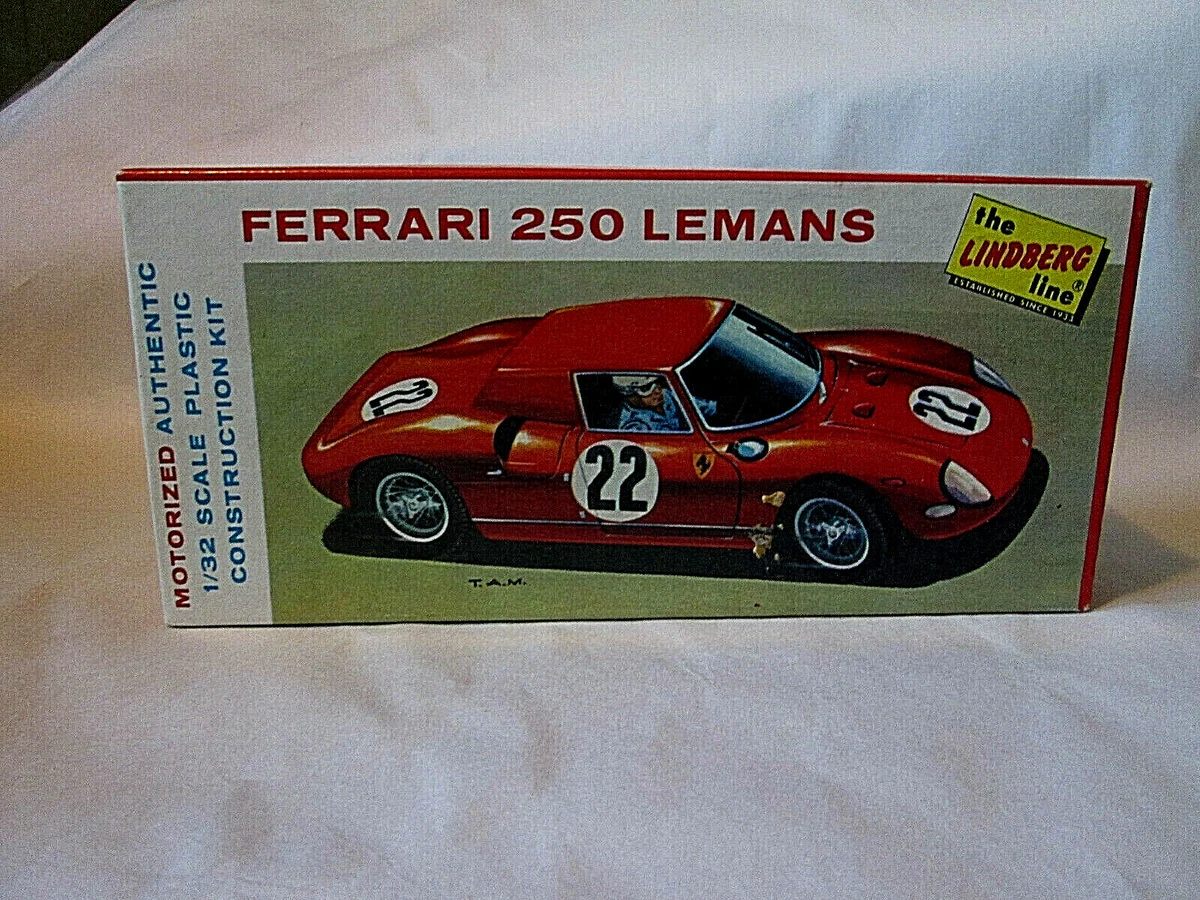 FERRARI 250 LEMANS
the
LINDBERG
line®
ESTABLISHED SINCE 1933
MOTORIZED AUTHENTIC
1/32 SCALE PLASTIC
CONSTRUCTION KIT
22
22
22
T.A.M.